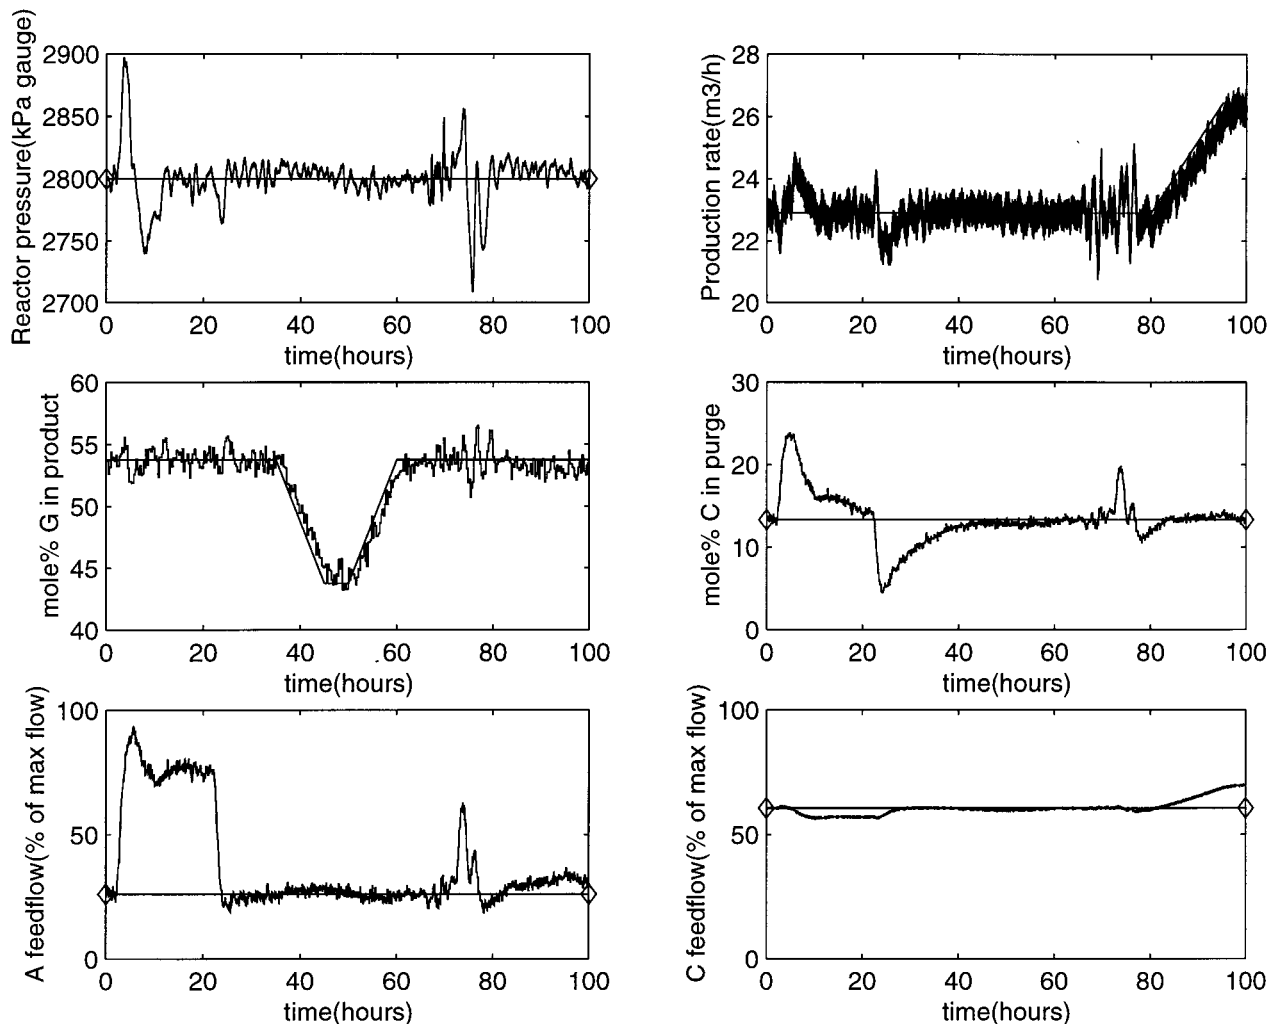 Reactor pressure(kPa gauge)
2900
2850
2800
2750
2700
0 20 40 60 80 100
time(hours)
Production rate(m3/h)
28
26
24
22
20
0 20 40 60 80 100
time(hours)
mole% G in product
60
55
50
45
40
0 20 40 60 80 100
time(hours)
mole% C in purge
30
20
10
0
0 20 40 60 80 100
time(hours)
A feedflow(% of max flow)
100
50
0
0 20 40 60 80 100
time(hours)
C feedflow(% of max flow)
100
50
0
0 20 40 60 80 100
time(hours)